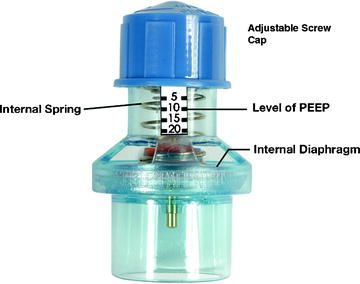 Adjustable Screw
Cap
5
Internal Spring
10
Level of PEEP
15
20
Internal Diaphragm